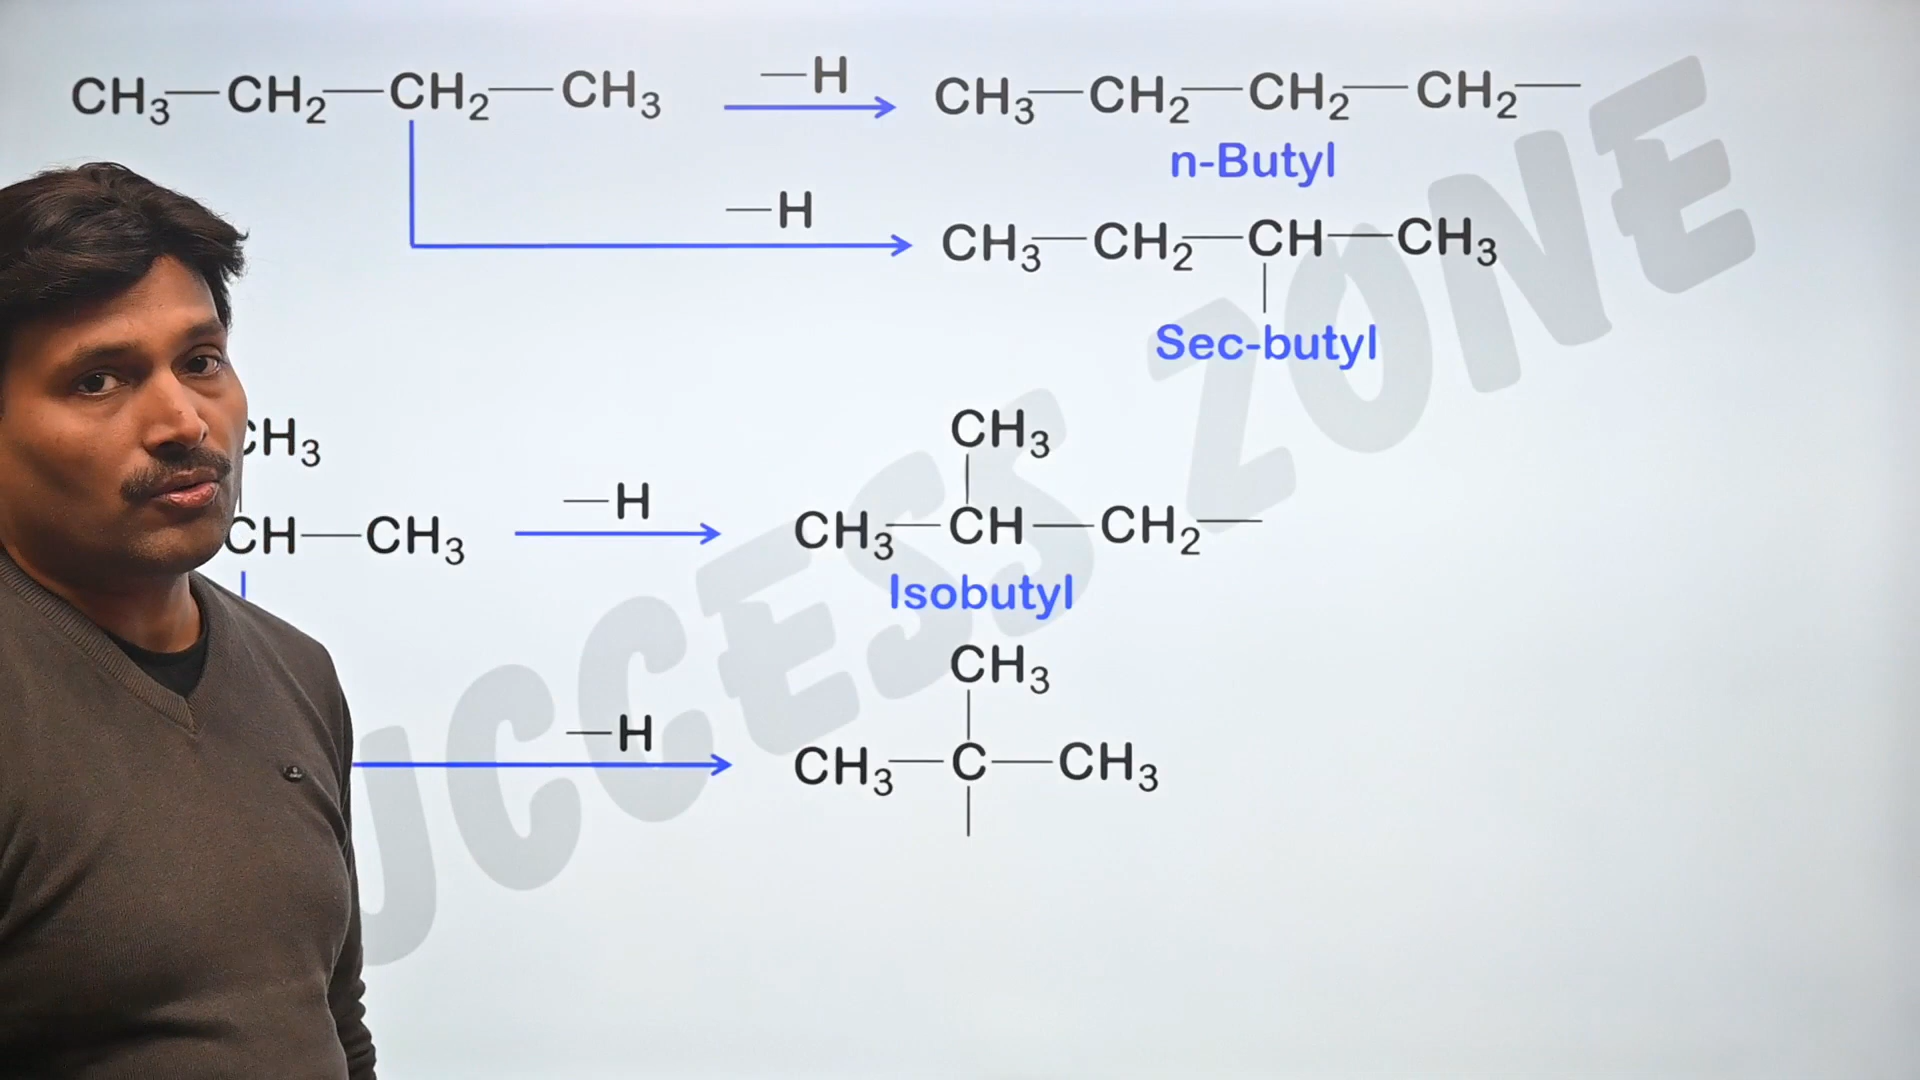 CH3—CH2—CH2—CH3 —H CH3—CH2—CH2—CH2—
n-Butyl
—H CH3—CH2—CH—CH3
Sec-butyl
CH3 CH3
CH—CH3 —H CH3—CH—CH2—
Isobutyl
CH3
—H CH3—C—CH3
UCCESS ZONE